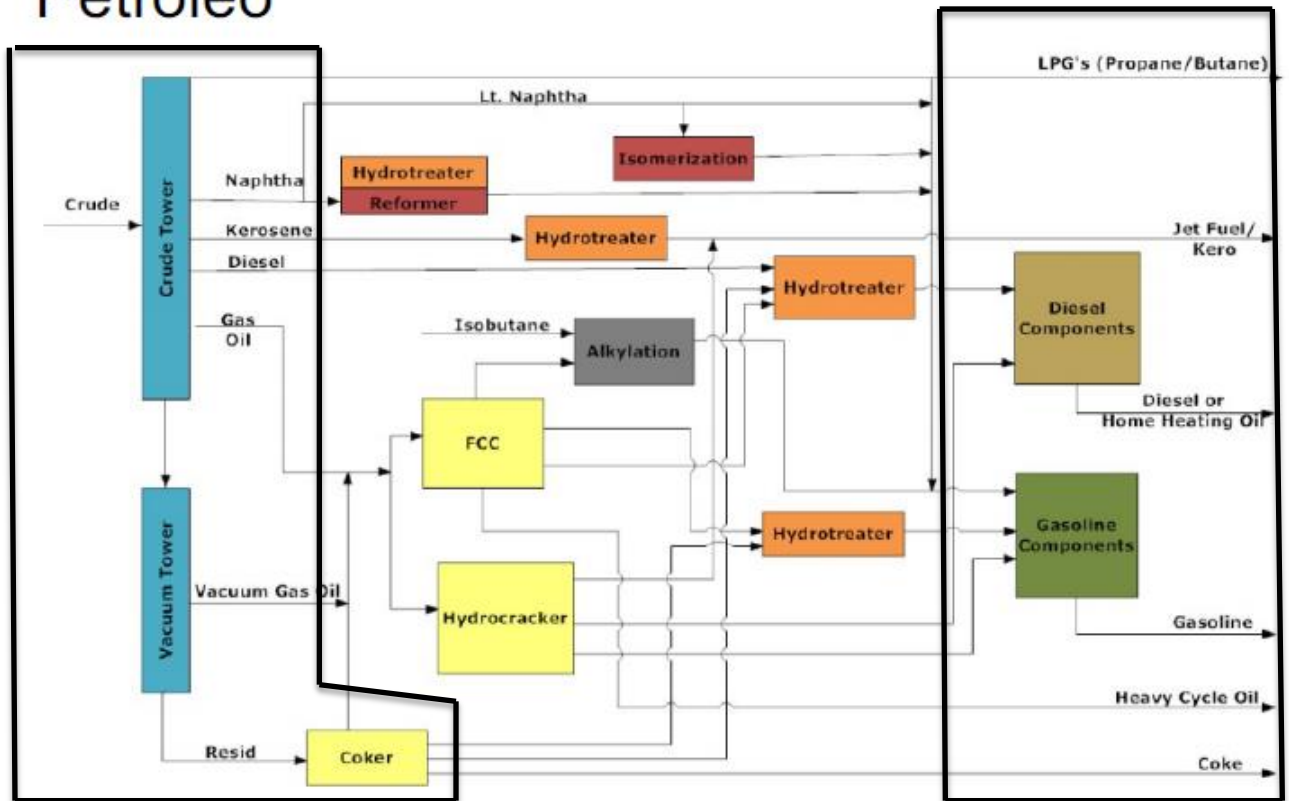 Petróleo
LPG's (Propane/Butane)
Lt. Naphtha
Isomerization
Hydrotreater
Reformer
Naphtha
Crude
Crude Tower
Kerosene
Hydrotreater
Jet Fuel/
Kero
Diesel
Hydrotreater
Gas
Oil
Isobutane
Alkylation
Diesel
Components
Diesel or
Home Heating Oil
FCC
Vacuum Tower
Hydrotreater
Gasoline
Components
Vacuum Gas Oil
Hydrocracker
Gasoline
Heavy Cycle Oil
Resid
Coker
Coke